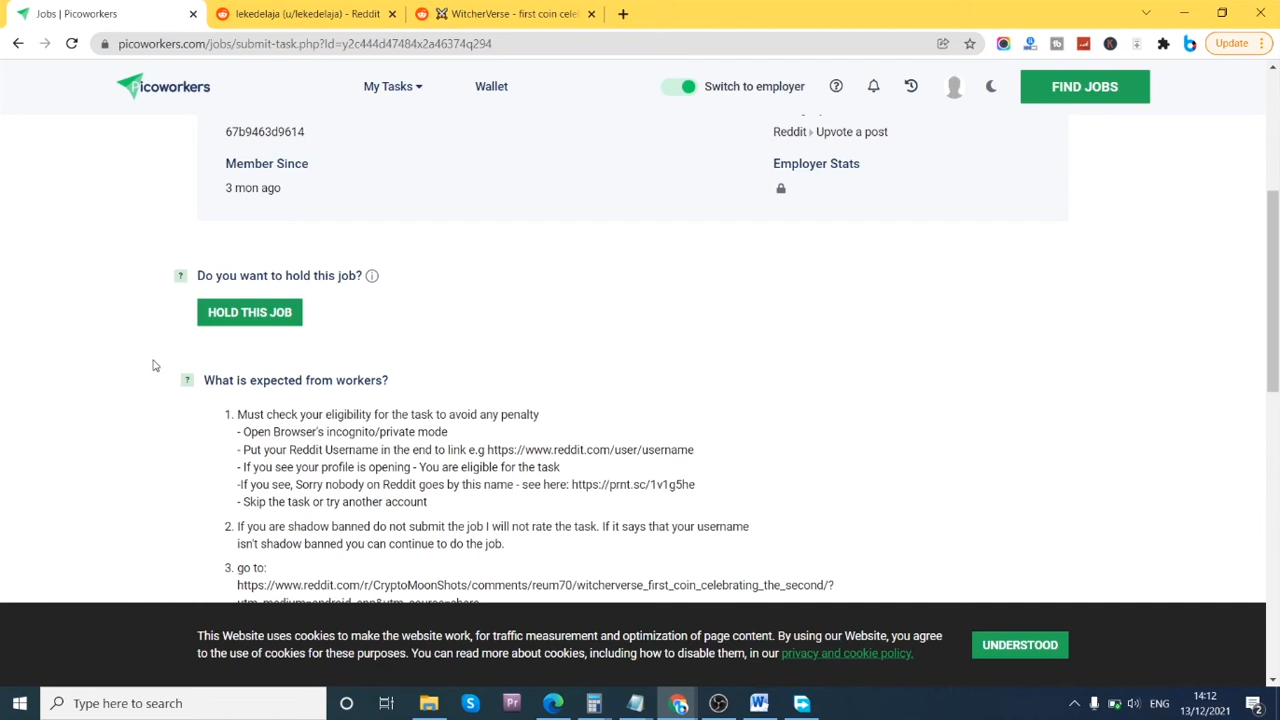 Jobs | Picoworkers
lekedelaja (u/lekedelaja) - Reddit
WitcherVerse - first coin cele
picoworkers.com/jobs/submit-task.php?Id=y2c444d47484x2a46374q294
Update
Picoworkers
My Tasks
Wallet
Switch to employer
FIND JOBS
67b9463d9614
Reddit
Upvote a post
Member Since
Employer Stats
3 mon ago
? Do you want to hold this job?
HOLD THIS JOB
? What is expected from workers?
1. Must check your eligibility for the task to avoid any penalty
- Open Browser's incognito/private mode
- Put your Reddit Username in the end to link e.g https://www.reddit.com/user/username
- If you see your profile is opening - You are eligible for the task
-If you see, Sorry nobody on Reddit goes by this name - see here: https://prnt.sc/1v1g5he
- Skip the task or try another account
2. If you are shadow banned do not submit the job I will not rate the task. If it says that your username
isn't shadow banned you can continue to do the job.
3. go to:
https://www.reddit.com/r/CryptoMoonShots/comments/reum70/witcherverse_first_coin_celebrating_the_second/?
This Website uses cookies to make the website work, for traffic measurement and optimization of page content. By using our Website, you agree
to the use of cookies for these purposes. You can read more about cookies, including how to disable them, in our privacy and cookie policy.
UNDERSTOOD
Type here to search
ENG
14:12
13/12/2021
2